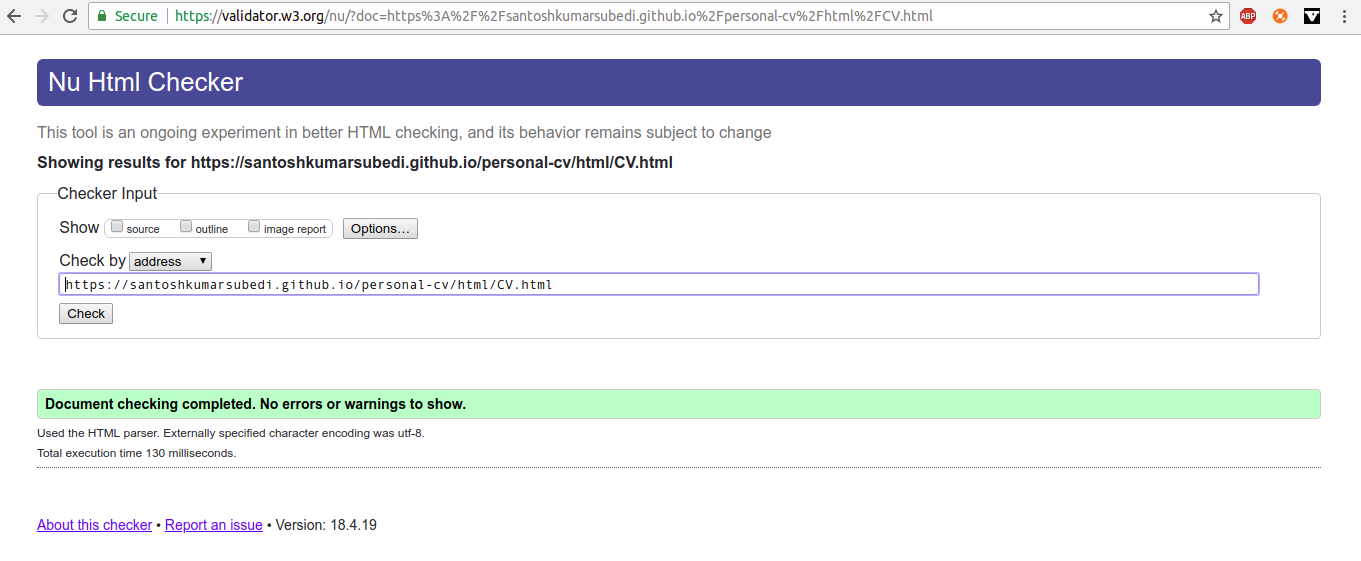 Secure https://validator.w3.org/nu/?doc=https%3A%2F%2Fsantoshkumarsubedi.github.io%2Fpersonal-cv%2Fhtml%2FCV.html ABP
Nu Html Checker
This tool is an ongoing experiment in better HTML checking, and its behavior remains subject to change
Showing results for https://santoshkumarsubedi.github.io/personal-cv/html/CV.html
Checker Input
Show source outline image report Options…
Check by address
https://santoshkumarsubedi.github.io/personal-cv/html/CV.html
Check
Document checking completed. No errors or warnings to show.
Used the HTML parser. Externally specified character encoding was utf-8.
Total execution time 130 milliseconds.
About this checker • Report an issue • Version: 18.4.19